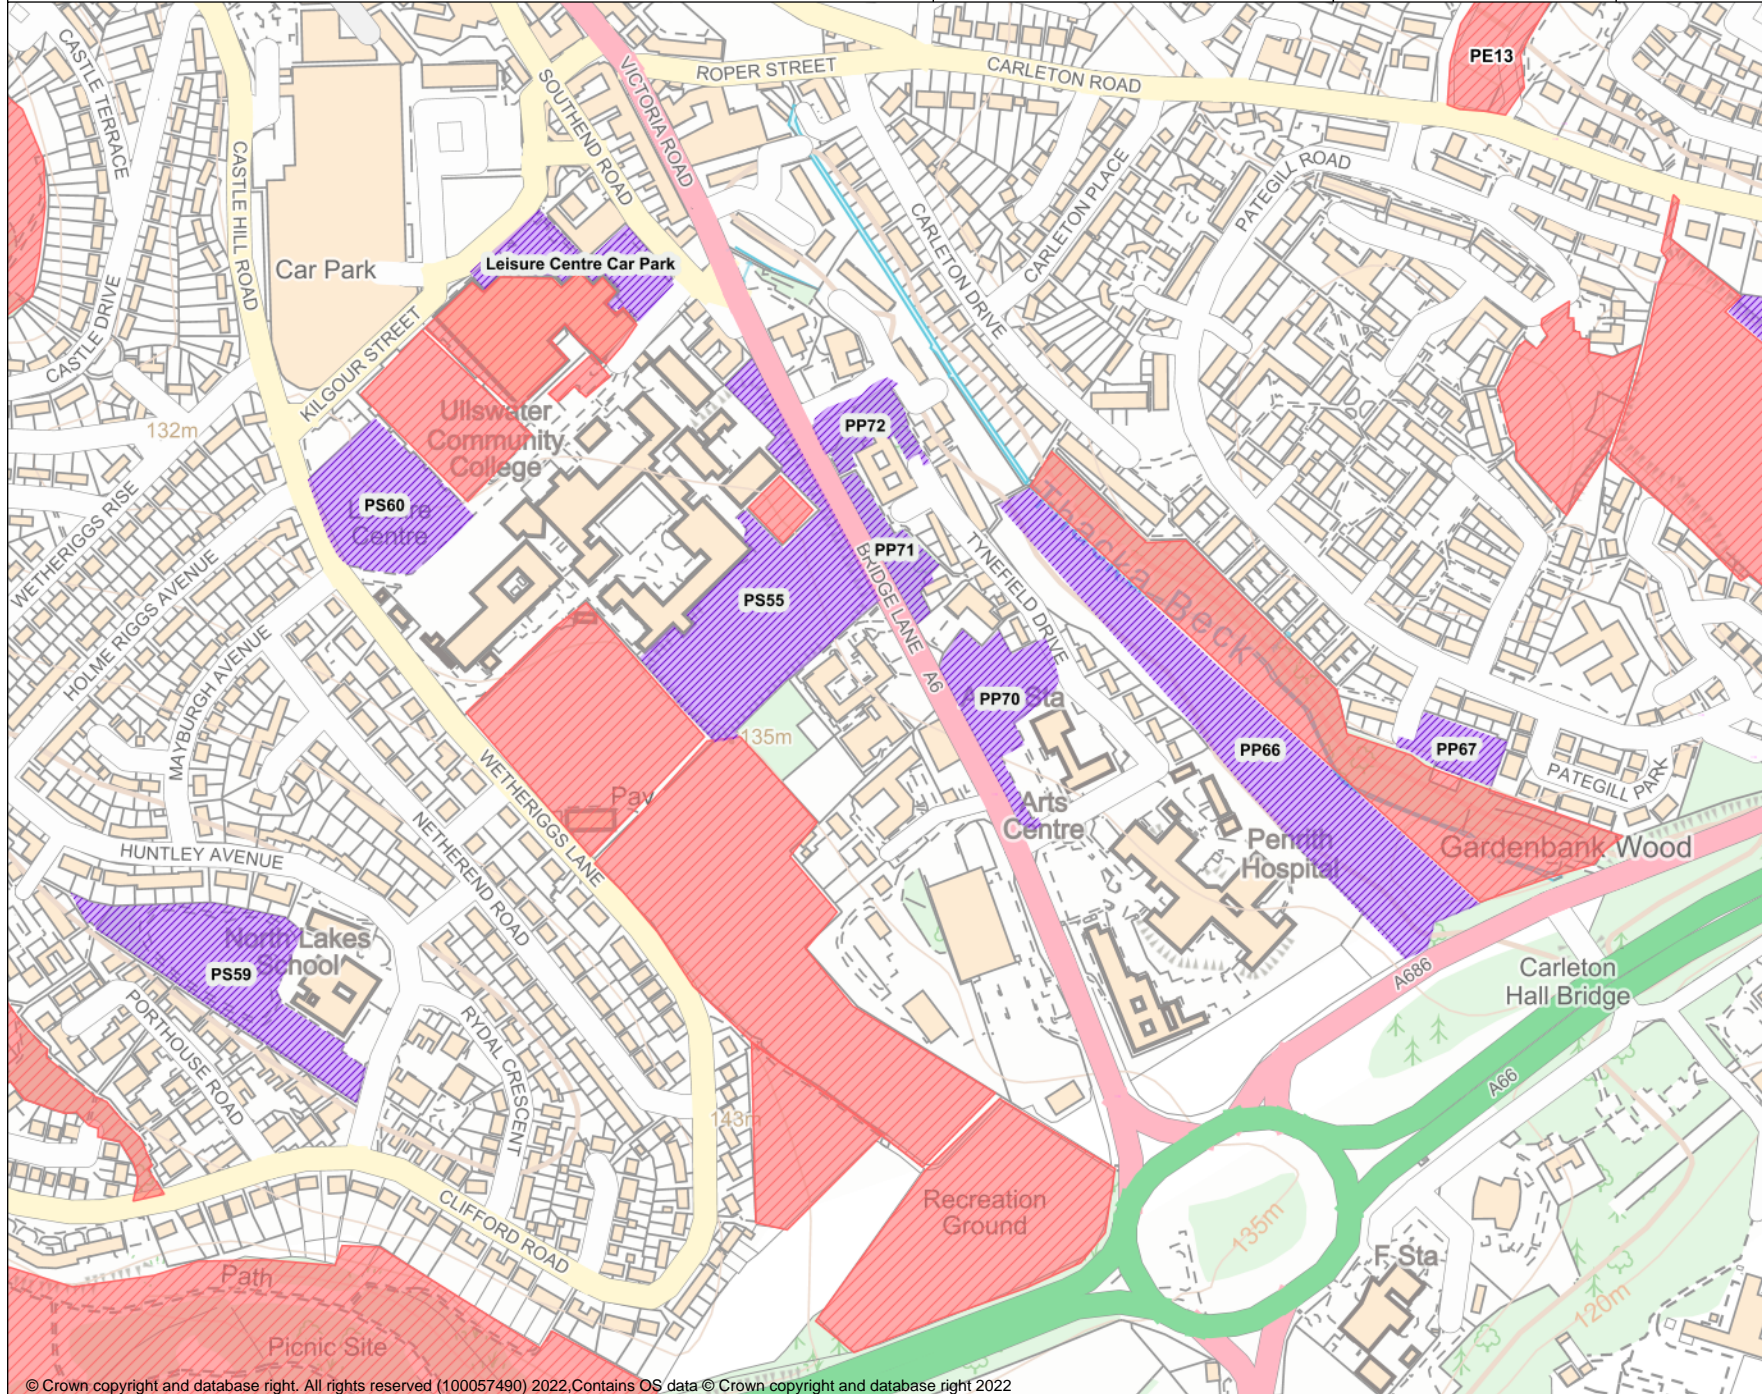 PE13
CASTLE TERRACE
VICTORIA ROAD
ROPER STREET
CARLETON ROAD
SOUTHEND ROAD
CASTLE HILL ROAD
CARLETON PLACE
PATEGILL ROAD
CARLETON DRIVE
Leisure Centre Car Park
Car Park
CASTLE DRIVE
KILGOUR STREET
132m
Ullswater
Community
College
PP72
PS60
Centre
WETHERIGGS RISE
HOLME RIGGS AVENUE
Thacka Beck
PP71
BRIDGE LANE
A6
TYNEFIELD DRIVE
PS55
MAYBURGH AVENUE
PP70
Sta
135m
PP66
PP67
PATEGILL PARK
WETHERIGGS LANE
Pav
Arts
Centre
Penrith
Hospital
Gardenbank Wood
HUNTLEY AVENUE
NETHEREND ROAD
North Lakes
School
PS59
A686
Carleton
Hall Bridge
PORTHOUSE ROAD
RYDAL CRESCENT
A66
143m
CLIFFORD ROAD
Recreation
Ground
135m
F Sta
Path
Picnic Site
120m
© Crown copyright and database right. All rights reserved (100057490) 2022,Contains OS data © Crown copyright and database right 2022